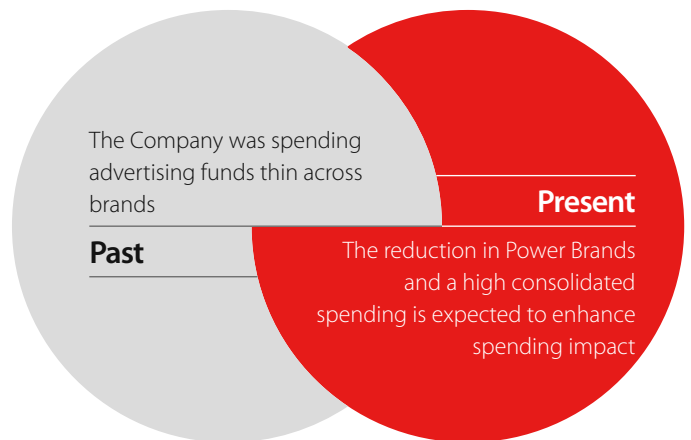 The Company was spending
advertising funds thin across
brands
Past
Present
The reduction in Power Brands
and a high consolidated
spending is expected to enhance
spending impact